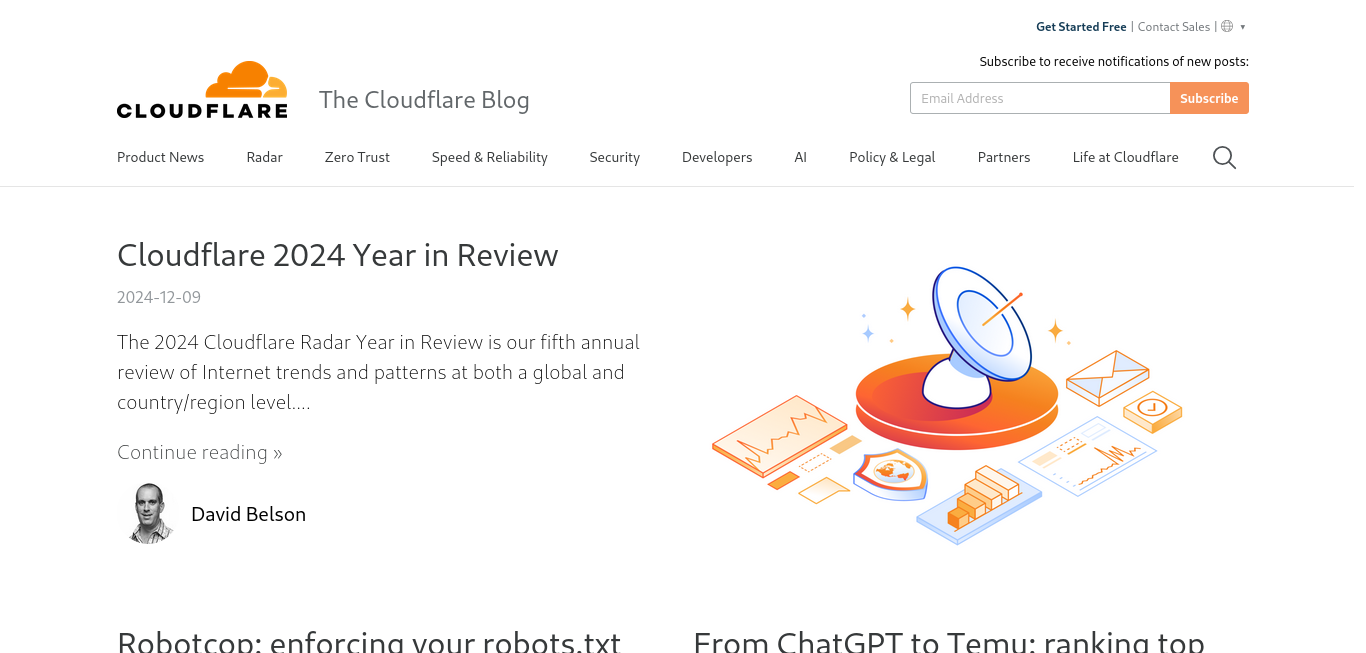 Get Started Free | Contact Sales | ▼
Subscribe to receive notifications of new posts:
CLOUDFLARE
The Cloudflare Blog
Email Address
Subscribe
Product News Radar Zero Trust Speed & Reliability Security Developers AI Policy & Legal Partners Life at Cloudflare
Cloudflare 2024 Year in Review
2024-12-09
The 2024 Cloudflare Radar Year in Review is our fifth annual
review of Internet trends and patterns at both a global and
country/region level....
Continue reading »
David Belson
Robotcop: enforcing your robots.txt
From ChatGPT to Temu: ranking top